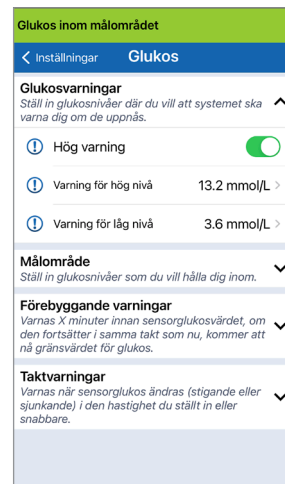 Glukos inom målområdet
Inställningar Glukos
Glukosvarningar
Ställ in glukosnivåer där du vill att systemet ska
varna dig om de uppnås.
Hög varning
Varning för hög nivå 13.2 mmol/L
Varning för låg nivå 3.6 mmol/L
Målområde
Ställ in glukosnivåer som du vill hålla dig inom.
Förebyggande varningar
Varnas X minuter innan sensorglukosvärdet, om
den fortsätter i samma takt som nu, kommer att
nå gränsvärdet för glukos.
Taktvarningar
Varnas när sensorglukos ändras (stigande eller
sjunkande) i den hastighet du ställt in eller
snabbare.